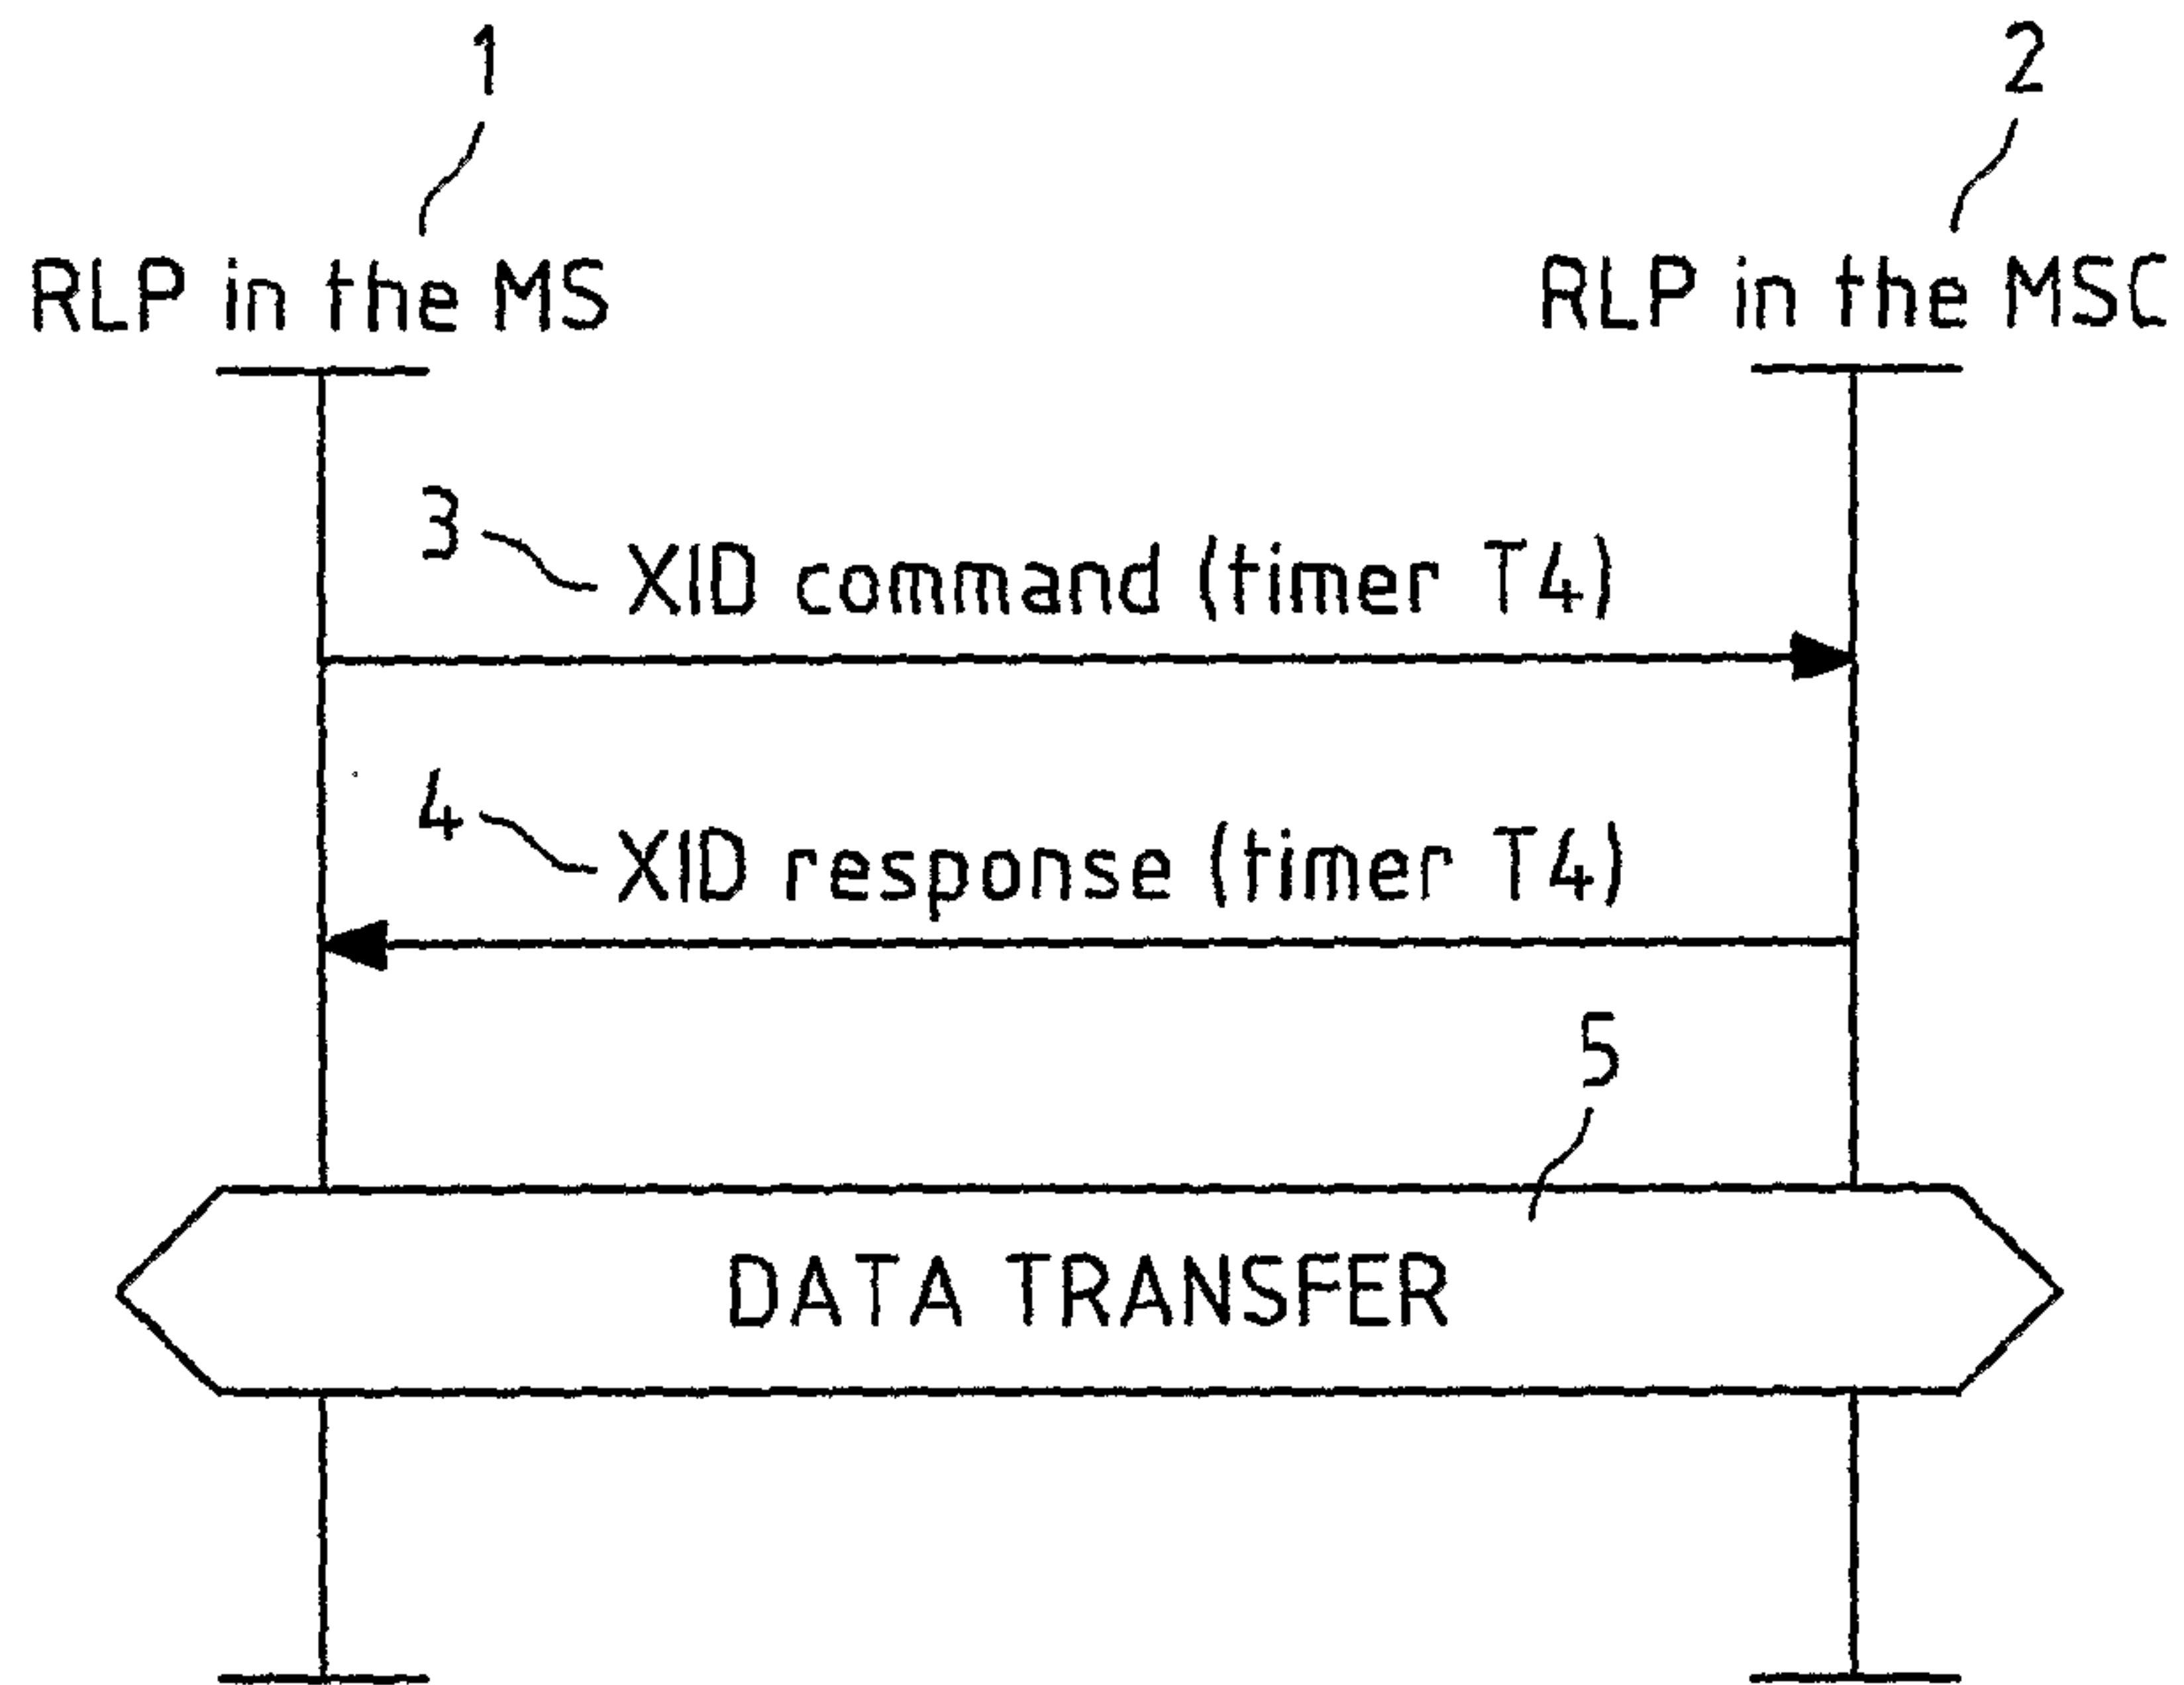 1
2
RLP in the MS
RLP in the MSC
3
XID command (timer T4)
4
XID response (timer T4)
5
DATA TRANSFER